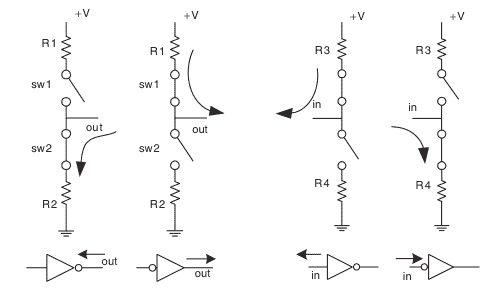 +V
+V
+V
+V
R1
R1
R3
R3
sw1
sw1
in
in
out
out
sw2
sw2
R4
R4
R2
R2
out
out
in
in